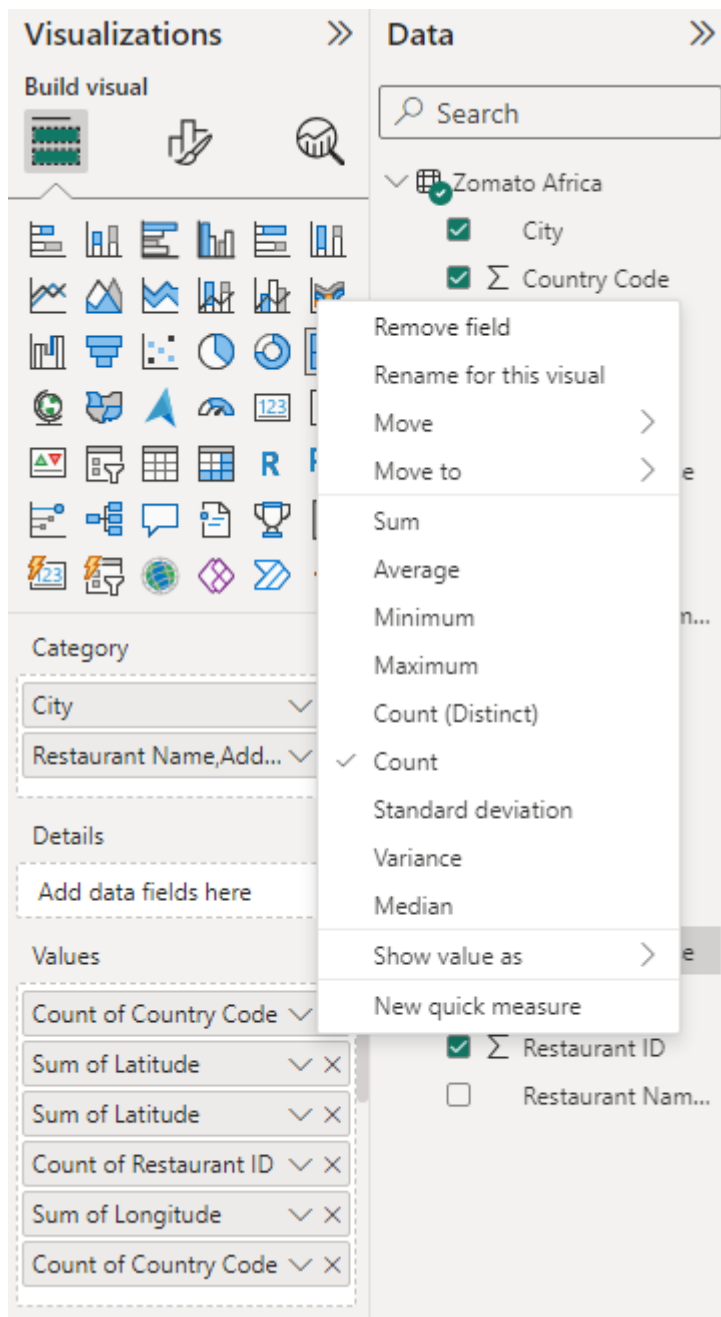 Visualizations
Build visual
123
R
123
Category
City
Restaurant Name,Add...
Details
Add data fields here
Values
Count of Country Code
Sum of Latitude
Sum of Latitude
Count of Restaurant ID
Sum of Longitude
Count of Country Code
Data
Search
Zomato Africa
City
Σ Country Code
Remove field
Rename for this visual
Move
Move to
e
Sum
Average
Minimum
n...
Maximum
Count (Distinct)
Count
Standard deviation
Variance
Median
Show value as
e
New quick measure
Σ Restaurant ID
Restaurant Nam...